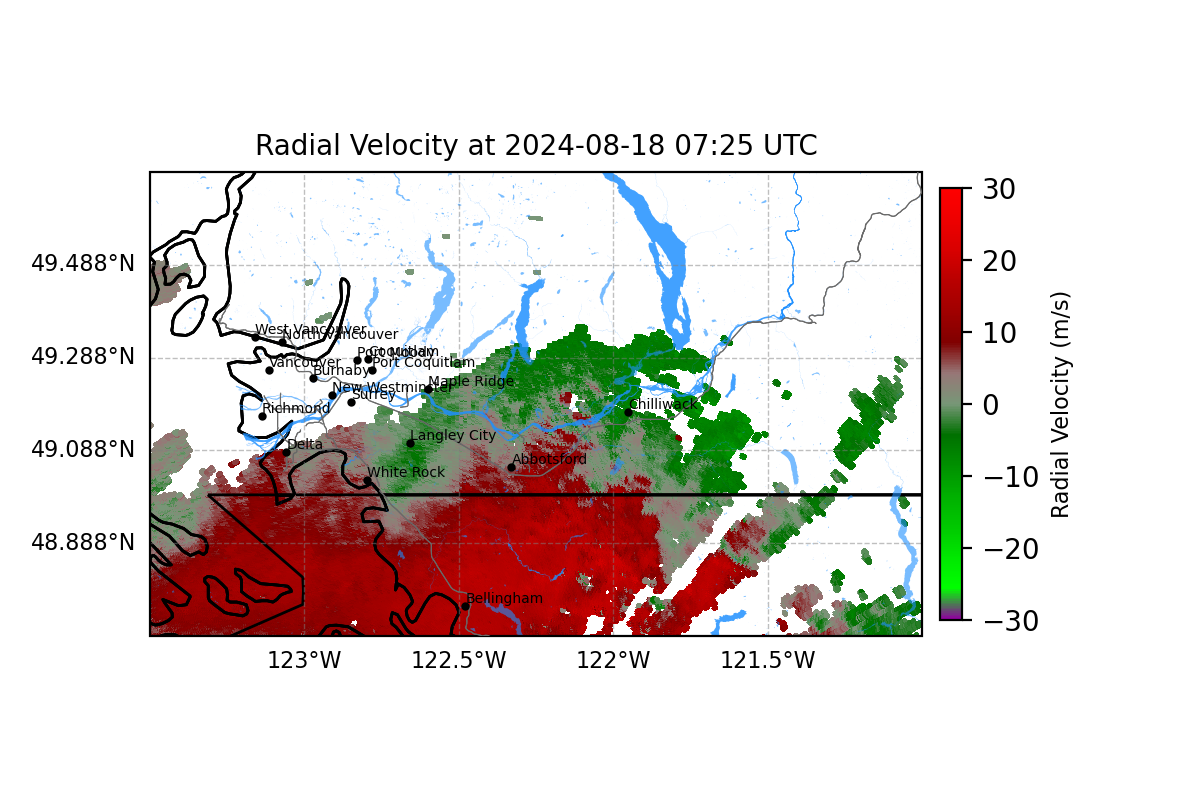 Radial Velocity at 2024-08-18 07:25 UTC
49.488°N
49.288°N
49.088°N
48.888°N
123°W
122.5°W
122°W
121.5°W
West Vancouver
North Vancouver
Vancouver
Burnaby
Port Moody
Coquitlam
Port Coquitlam
New Westminster
Surrey
Maple Ridge
Richmond
Delta
Langley City
White Rock
Abbotsford
Chilliwack
Bellingham
30
20
10
0
−10
−20
−30
Radial Velocity (m/s)